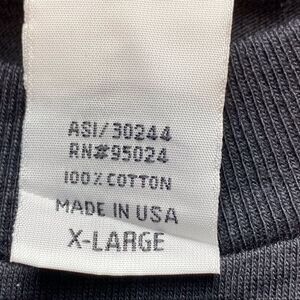 ASI/30244
RN#95024
100% COTTON
MADE IN USA
X-LARGE